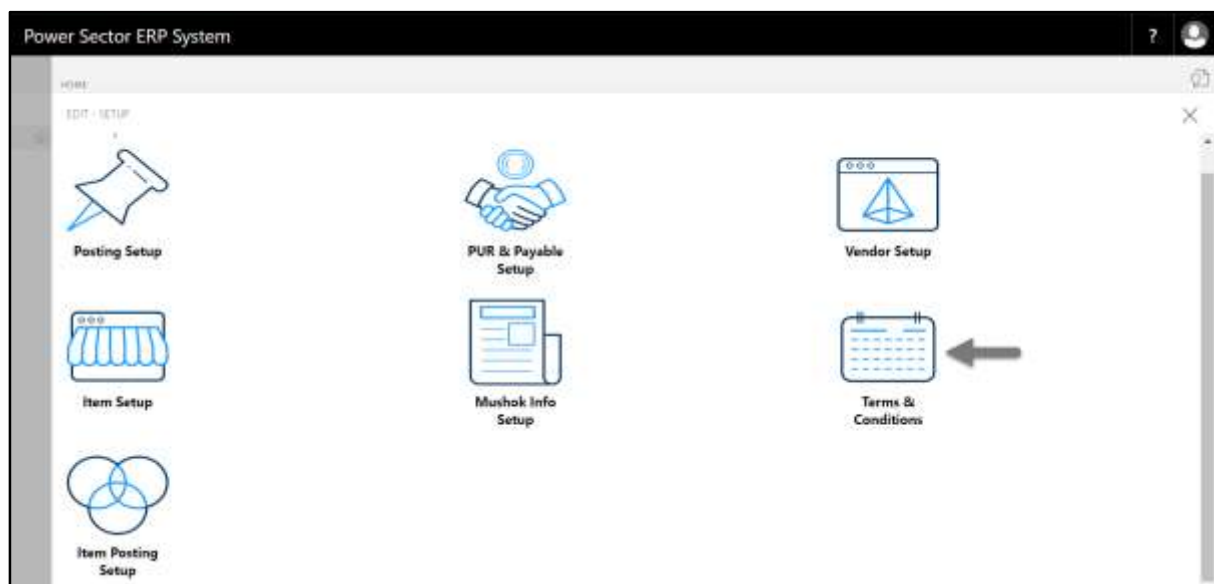 Power Sector ERP System ?
HOME
EDIT - SETUP
Posting Setup
PUR & Payable
Setup
Vendor Setup
Item Setup
Mushok Info
Setup
Terms &
Conditions
Item Posting
Setup